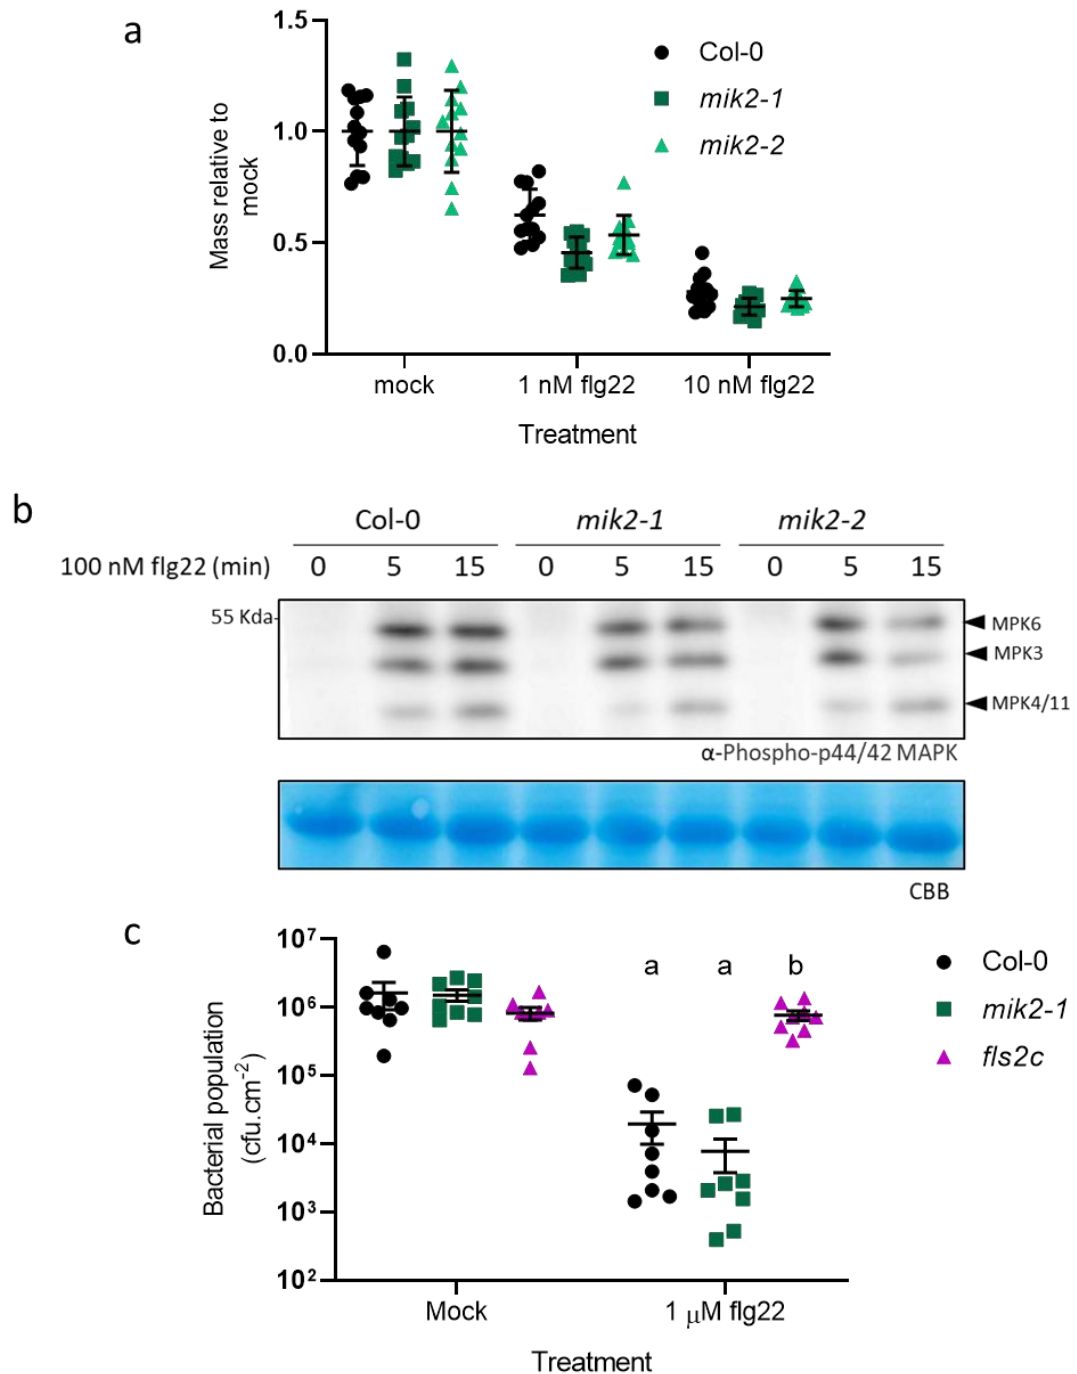 a
1.5
1.0
0.5
0.0
Mass relative to
mock
Col-0
mik2-1
mik2-2
mock
1 nM flg22
10 nM flg22
Treatment
b
Col-0
mik2-1
mik2-2
100 nM flg22 (min)
0 5 15 0 5 15 0 5 15
55 Kda-
MPK6
MPK3
MPK4/11
α-Phospho-p44/42 MAPK
CBB
c
10⁷
10⁶
10⁵
10⁴
10³
10²
Bacterial population
(cfu.cm⁻²)
a a b
Col-0
mik2-1
fls2c
Mock
1 μM flg22
Treatment